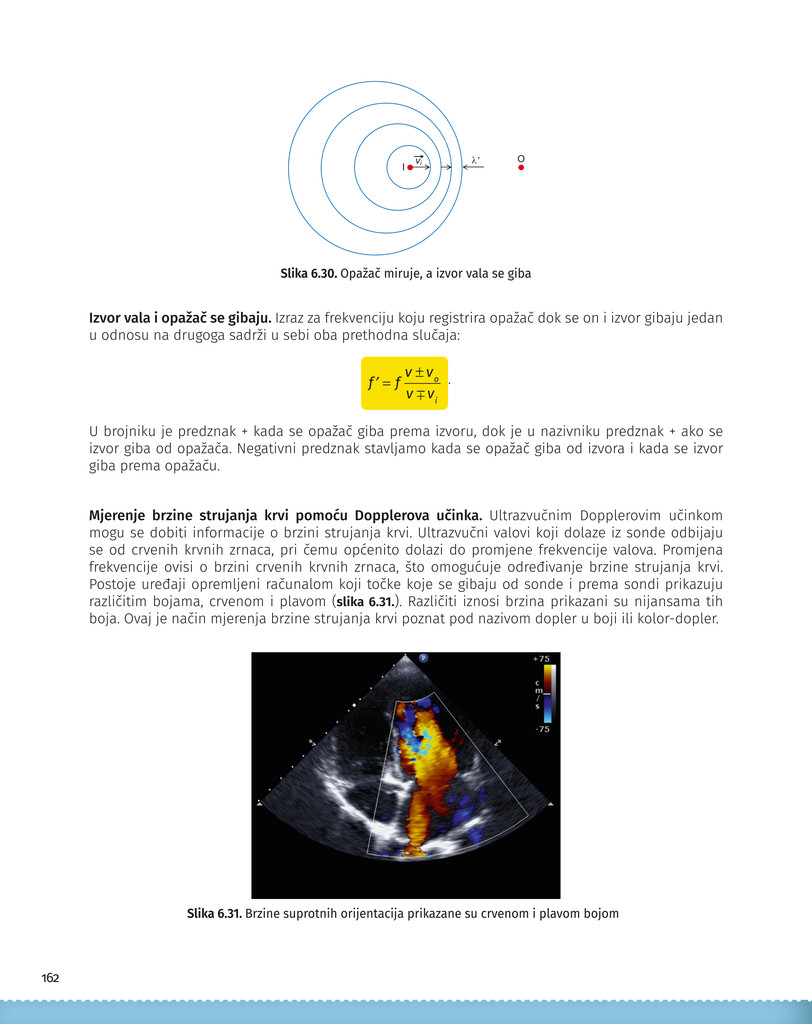 I
vᵢ
λ′
O
Slika 6.30. Opažač miruje, a izvor vala se giba
Izvor vala i opažač se gibaju. Izraz za frekvenciju koju registrira opažač dok se on i izvor gibaju jedan
u odnosu na drugoga sadrži u sebi oba prethodna slučaja:
f′ = f (v ± vₒ) / (v ∓ vᵢ) .
U brojniku je predznak + kada se opažač giba prema izvoru, dok je u nazivniku predznak + ako se
izvor giba od opažača. Negativni predznak stavljamo kada se opažač giba od izvora i kada se izvor
giba prema opažaču.
Mjerenje brzine strujanja krvi pomoću Dopplerova učinka. Ultrazvučnim Dopplerovim učinkom
mogu se dobiti informacije o brzini strujanja krvi. Ultrazvučni valovi koji dolaze iz sonde odbijaju
se od crvenih krvnih zrnaca, pri čemu općenito dolazi do promjene frekvencije valova. Promjena
frekvencije ovisi o brzini crvenih krvnih zrnaca, što omogućuje određivanje brzine strujanja krvi.
Postoje uređaji opremljeni računalom koji točke koje se gibaju od sonde i prema sondi prikazuju
različitim bojama, crvenom i plavom (slika 6.31.). Različiti iznosi brzina prikazani su nijansama tih
boja. Ovaj je način mjerenja brzine strujanja krvi poznat pod nazivom dopler u boji ili kolor-dopler.
+75
c
m
/
s
-75
Slika 6.31. Brzine suprotnih orijentacija prikazane su crvenom i plavom bojom
162